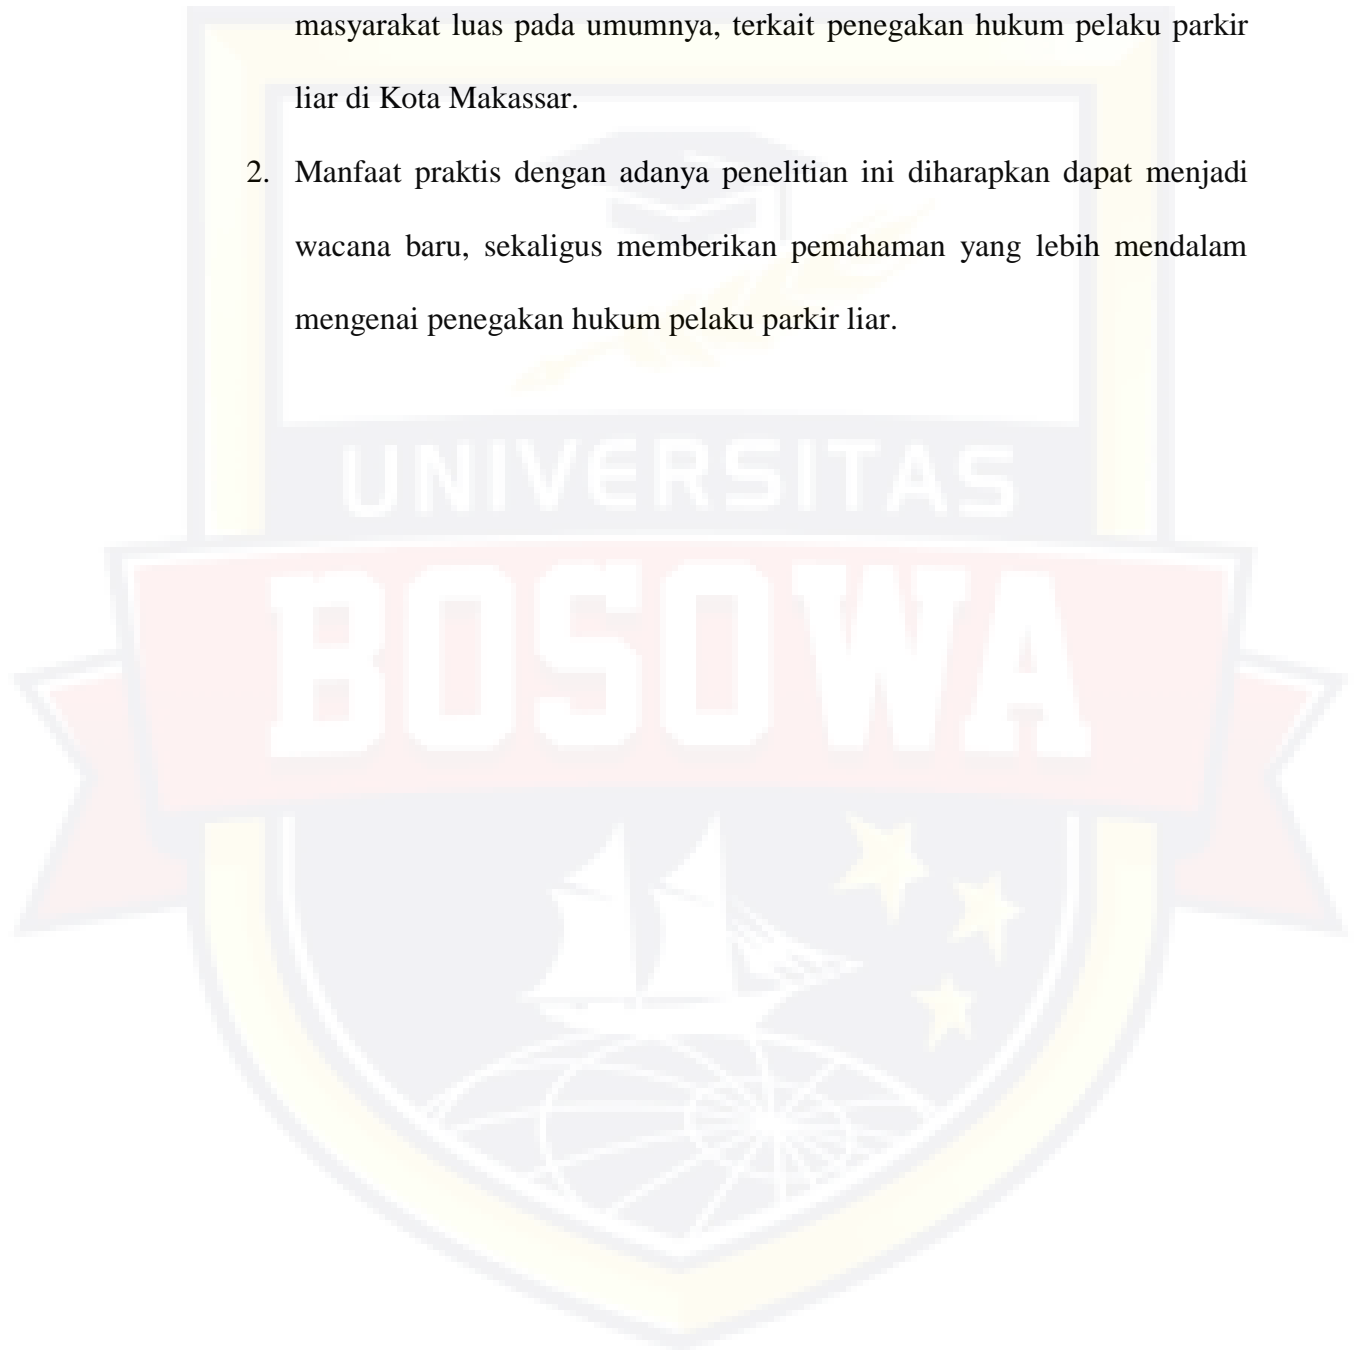 masyarakat luas pada umumnya, terkait penegakan hukum pelaku parkir
liar di Kota Makassar.
2. Manfaat praktis dengan adanya penelitian ini diharapkan dapat menjadi
wacana baru, sekaligus memberikan pemahaman yang lebih mendalam
mengenai penegakan hukum pelaku parkir liar.
UNIVERSITAS
BOSOWA